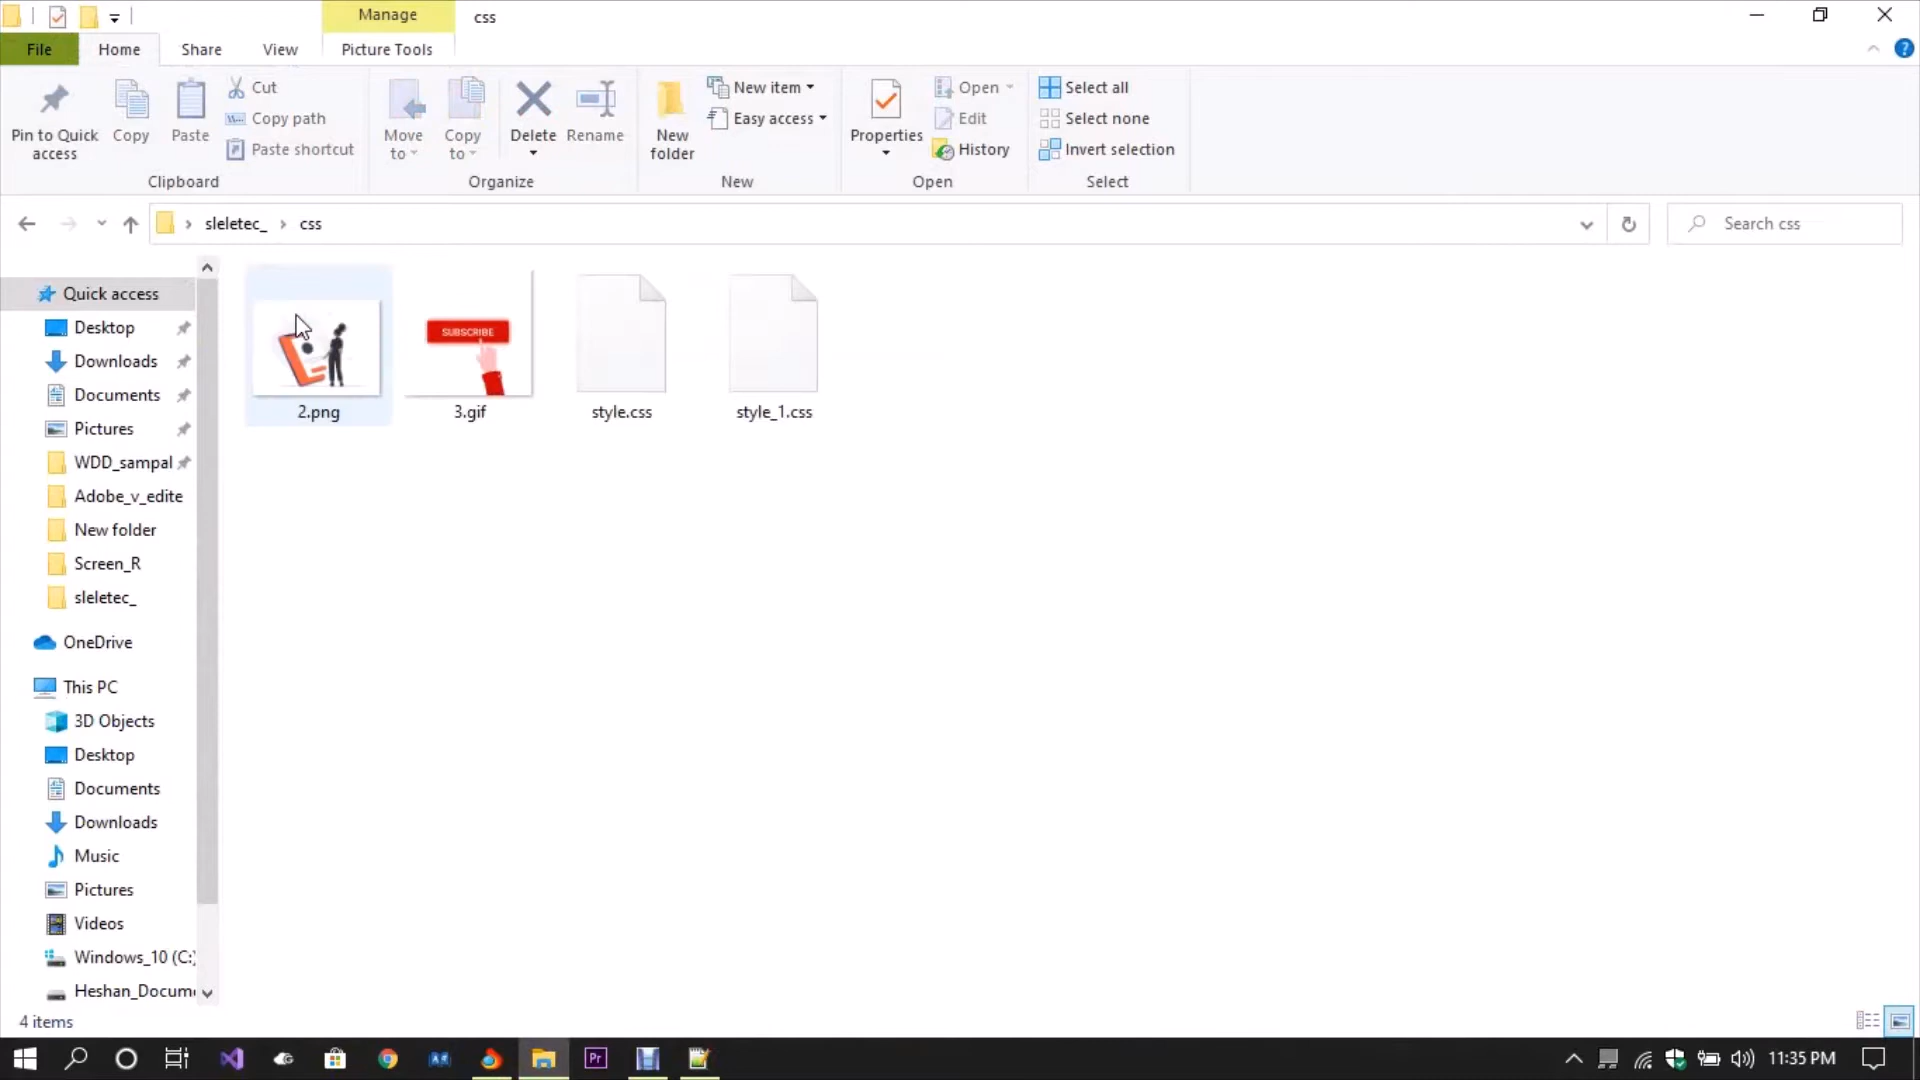 Manage
css
File
Home
Share
View
Picture Tools
Pin to Quick access
Copy
Paste
Cut
Copy path
Paste shortcut
Move to
Copy to
Delete
Rename
New folder
New item
Easy access
Properties
Open
Edit
History
Select all
Select none
Invert selection
Clipboard
Organize
New
Open
Select
sleletec_ > css
Search css
Quick access
Desktop
Downloads
Documents
Pictures
WDD_sampal
Adobe_v_edite
New folder
Screen_R
sleletec_
OneDrive
This PC
3D Objects
Desktop
Documents
Downloads
Music
Pictures
Videos
Windows_10 (C:)
Heshan_Docum
SUBSCRIBE
2.png
3.gif
style.css
style_1.css
4 items
Pr
11:35 PM